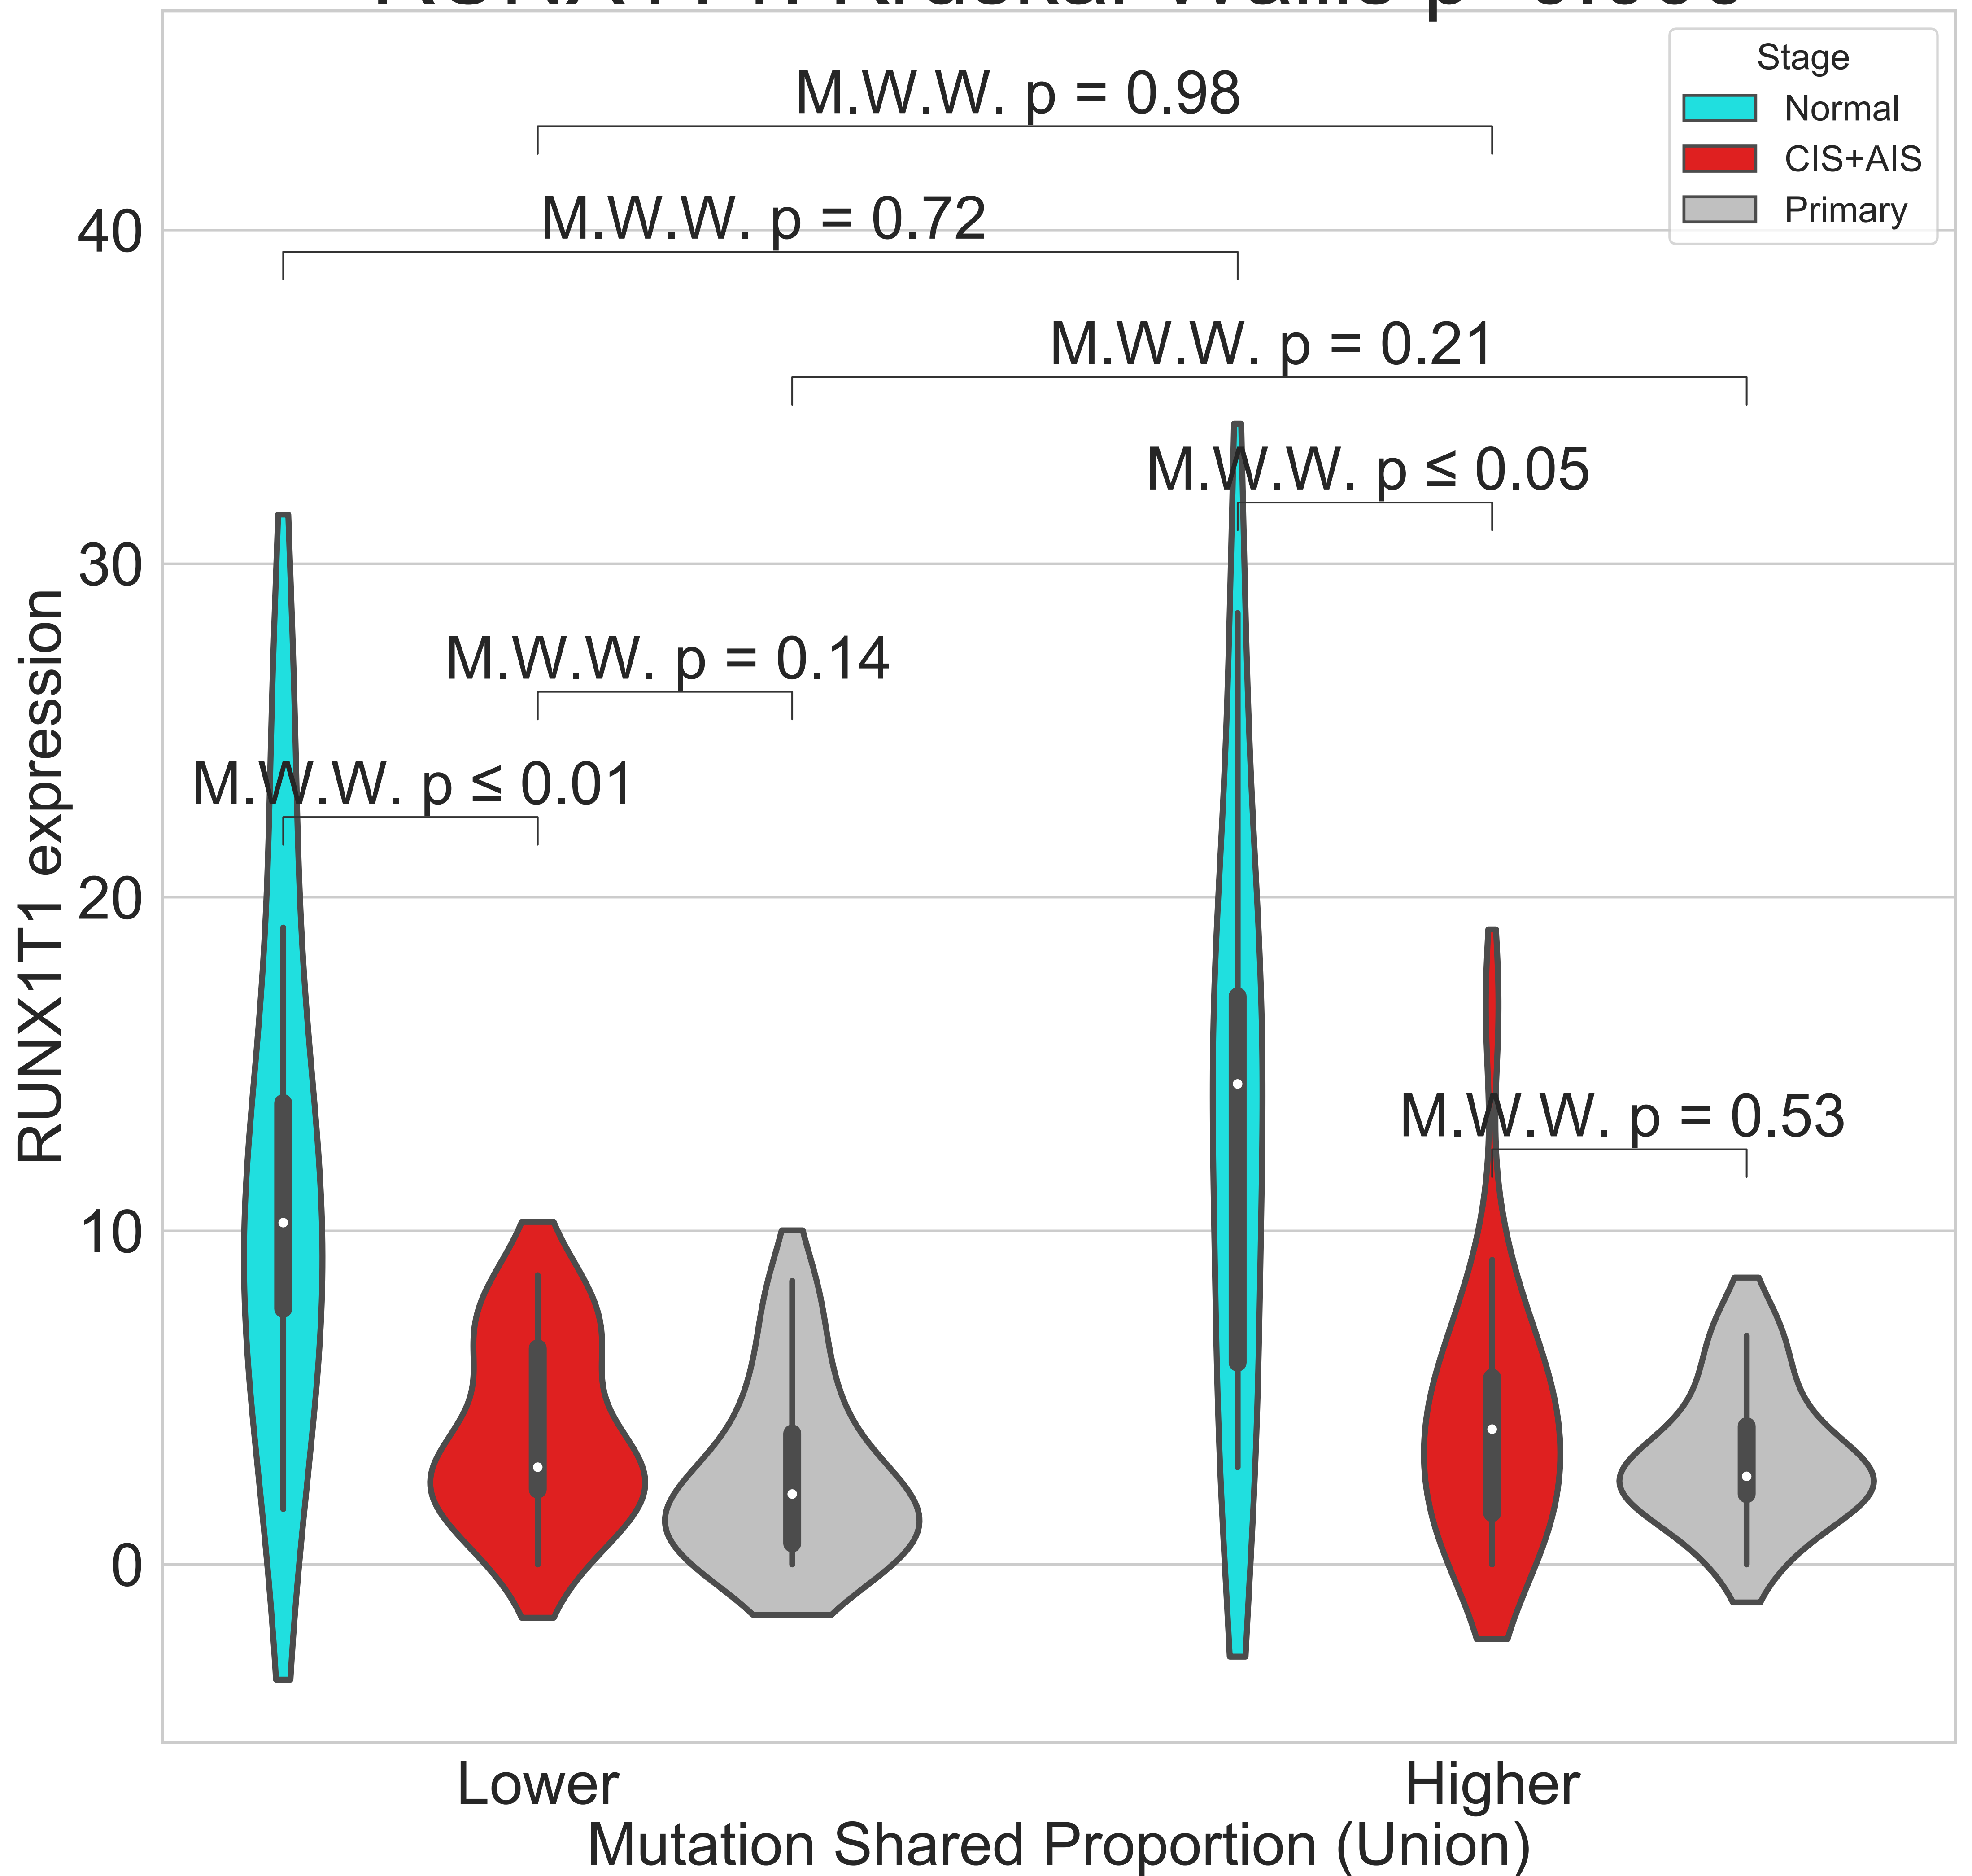 Stage
Normal
CIS+AIS
Primary
M.W.W. p = 0.98
M.W.W. p = 0.72
M.W.W. p = 0.21
M.W.W. p ≤ 0.05
M.W.W. p = 0.14
M.W.W. p ≤ 0.01
M.W.W. p = 0.53
40
30
20
10
0
RUNX1T1 expression
Lower
Higher
Mutation Shared Proportion (Union)